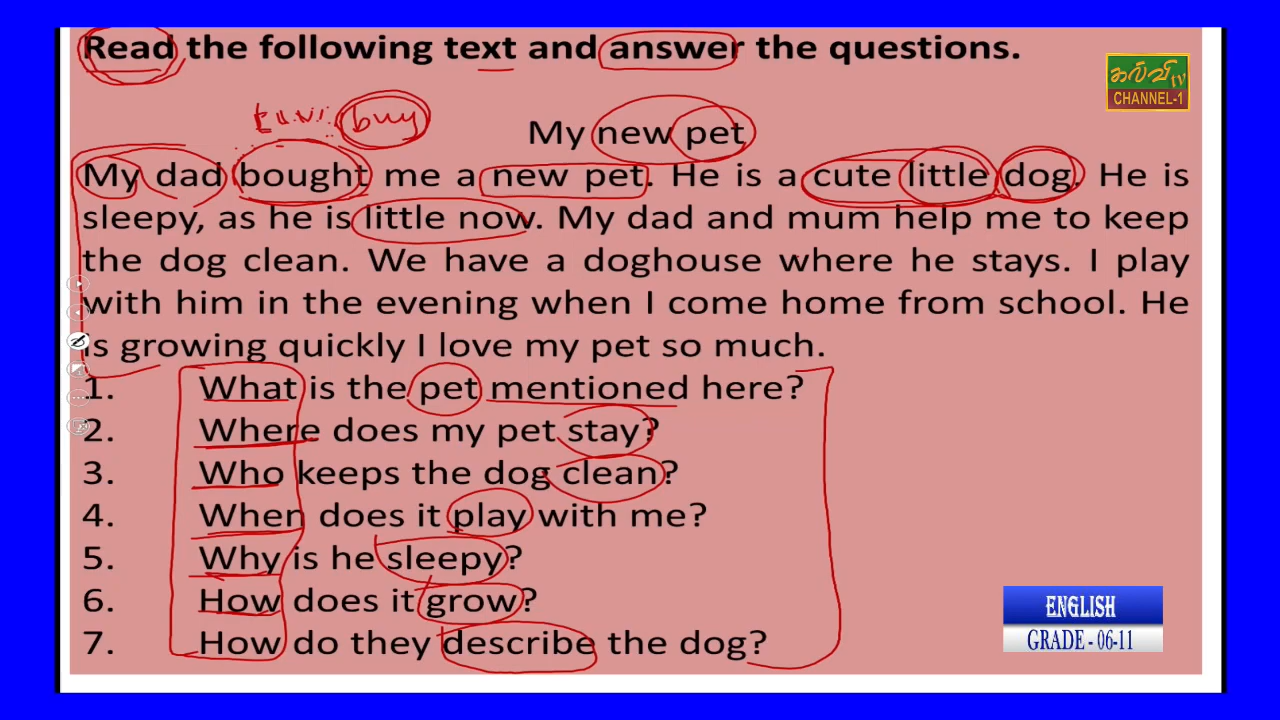 Read the following text and answer the questions.
கல்வி TV
CHANNEL-1
buy
My new pet
My dad bought me a new pet. He is a cute little dog. He is
sleepy, as he is little now. My dad and mum help me to keep
the dog clean. We have a doghouse where he stays. I play
with him in the evening when I come home from school. He
is growing quickly I love my pet so much.
1. What is the pet mentioned here?
2. Where does my pet stay?
3. Who keeps the dog clean?
4. When does it play with me?
5. Why is he sleepy?
6. How does it grow?
7. How do they describe the dog?
ENGLISH
GRADE - 06-11